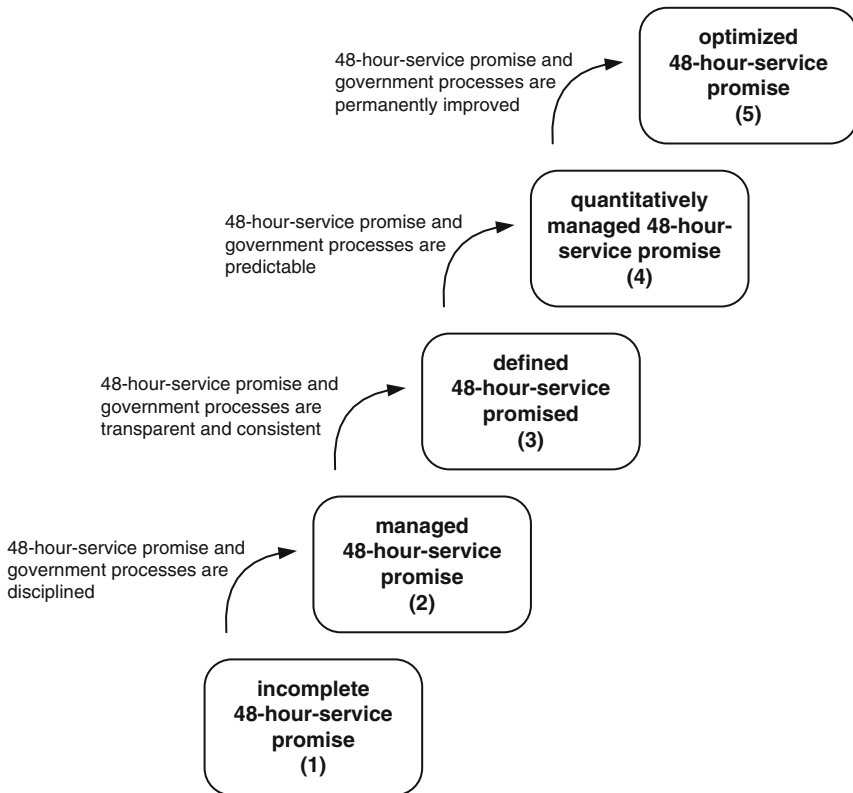 48-hour-service promise and
government processes are
permanently improved
optimized
48-hour-service
promise
(5)
48-hour-service promise and
government processes are
predictable
quantitatively
managed 48-hour-
service promise
(4)
48-hour-service promise and
government processes are
transparent and consistent
defined
48-hour-service
promised
(3)
48-hour-service promise and
government processes are
disciplined
managed
48-hour-service
promise
(2)
incomplete
48-hour-service
promise
(1)